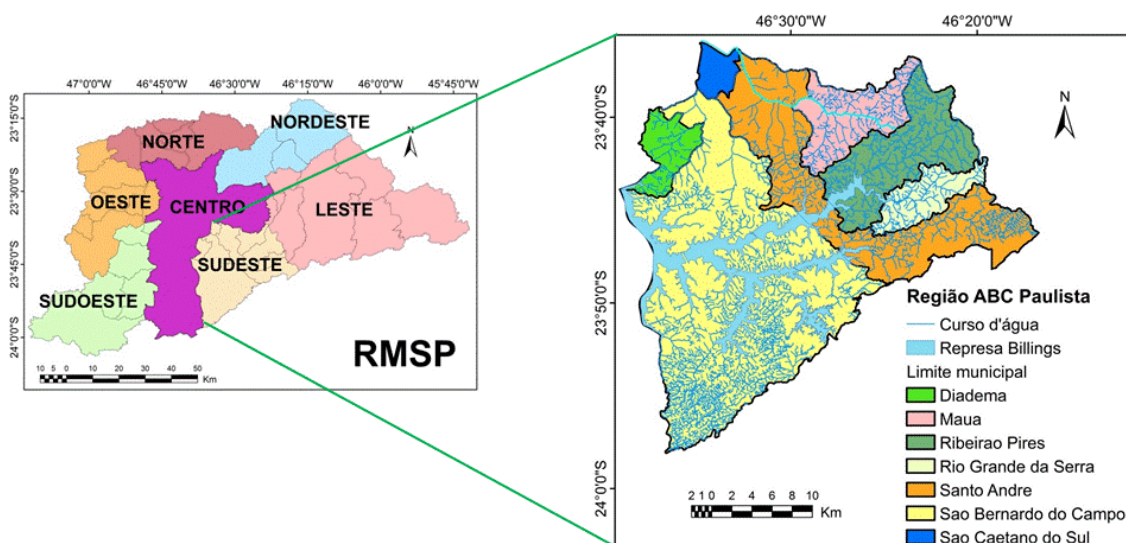 47°0'0"W 46°45'0"W 46°30'0"W 46°15'0"W 46°0'0"W 45°45'0"W
23°15'0"S
23°30'0"S
23°45'0"S
24°0'0"S
NORTE
NORDESTE
N
OESTE
CENTRO
LESTE
SUDESTE
SUDOESTE
RMSP
10 5 0 10 20 30 40 50
Km
46°30'0"W 46°20'0"W
23°40'0"S
23°50'0"S
24°0'0"S
N
Região ABC Paulista
Curso d'água
Represa Billings
Limite municipal
Diadema
Maua
Ribeirao Pires
Rio Grande da Serra
Santo Andre
Sao Bernardo do Campo
Sao Caetano do Sul
2 1 0 2 4 6 8 10
Km